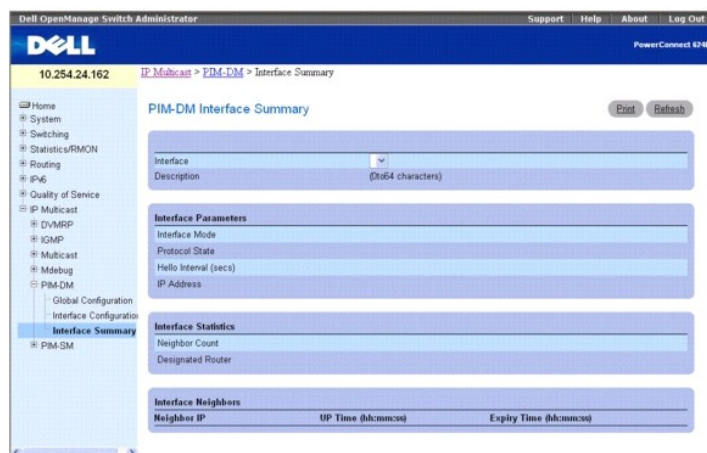 Dell OpenManage Switch Administrator Support Help About Log Out
DELL
PowerConnect 6248
10.254.24.162
IP Multicast > PIM-DM > Interface Summary
Home
System
Switching
Statistics/RMON
Routing
IPv6
Quality of Service
IP Multicast
DVMRP
IGMP
Multicast
Mdebug
PIM-DM
Global Configuration
Interface Configuration
Interface Summary
PIM-SM
PIM-DM Interface Summary
Print Refresh
Interface
Description (0to64 characters)
Interface Parameters
Interface Mode
Protocol State
Hello Interval (secs)
IP Address
Interface Statistics
Neighbor Count
Designated Router
Interface Neighbors
Neighbor IP UP Time (hh:mm:ss) Expiry Time (hh:mm:ss)